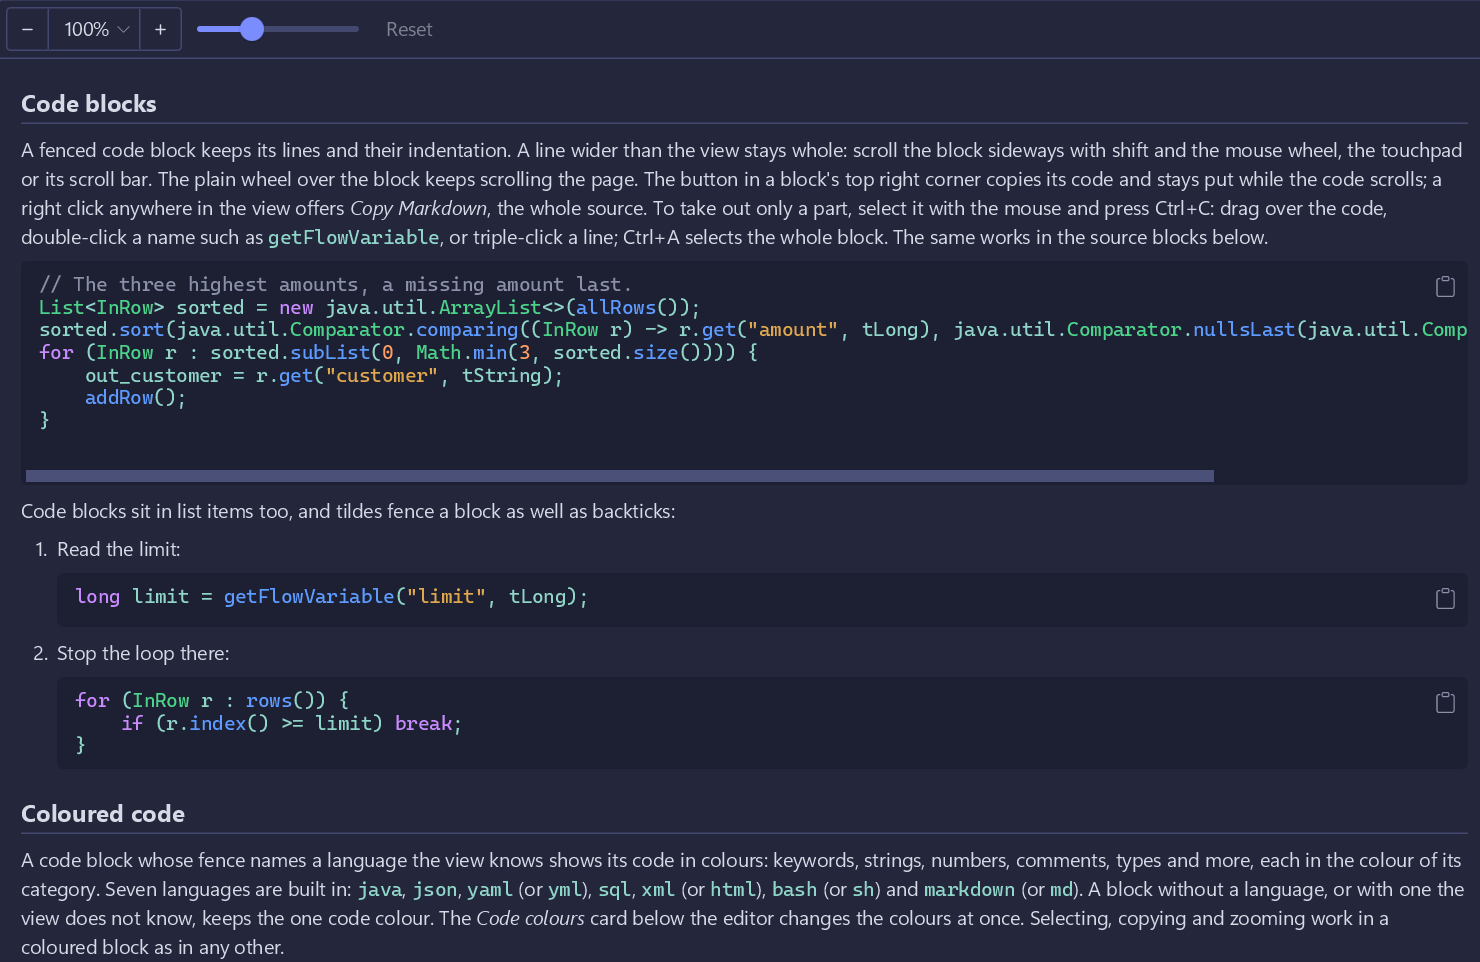 − 100% +
Reset
Code blocks
A fenced code block keeps its lines and their indentation. A line wider than the view stays whole: scroll the block sideways with shift and the mouse wheel, the touchpad
or its scroll bar. The plain wheel over the block keeps scrolling the page. The button in a block's top right corner copies its code and stays put while the code scrolls; a
right click anywhere in the view offers Copy Markdown, the whole source. To take out only a part, select it with the mouse and press Ctrl+C: drag over the code,
double-click a name such as getFlowVariable, or triple-click a line; Ctrl+A selects the whole block. The same works in the source blocks below.
// The three highest amounts, a missing amount last.
List<InRow> sorted = new java.util.ArrayList<>(allRows());
sorted.sort(java.util.Comparator.comparing((InRow r) -> r.get("amount", tLong), java.util.Comparator.nullsLast(java.util.Comp
for (InRow r : sorted.subList(0, Math.min(3, sorted.size()))) {
    out_customer = r.get("customer", tString);
    addRow();
}
Code blocks sit in list items too, and tildes fence a block as well as backticks:
1. Read the limit:
long limit = getFlowVariable("limit", tLong);
2. Stop the loop there:
for (InRow r : rows()) {
    if (r.index() >= limit) break;
}
Coloured code
A code block whose fence names a language the view knows shows its code in colours: keywords, strings, numbers, comments, types and more, each in the colour of its
category. Seven languages are built in: java, json, yaml (or yml), sql, xml (or html), bash (or sh) and markdown (or md). A block without a language, or with one the
view does not know, keeps the one code colour. The Code colours card below the editor changes the colours at once. Selecting, copying and zooming work in a
coloured block as in any other.